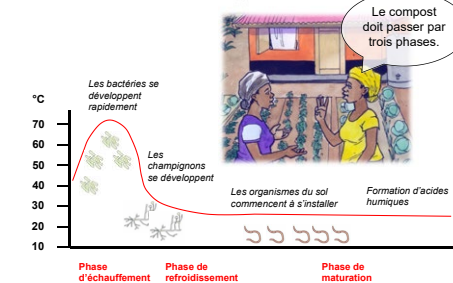 Le compost
doit passer par
trois phases.
Les bactéries se
développent
rapidement
°C
70
60
50
40
30
20
10
Les
champignons
se développent
Les organismes du sol
commencent à s'installer
Formation d'acides
humiques
Phase
d'échauffement
Phase de
refroidissement
Phase de
maturation